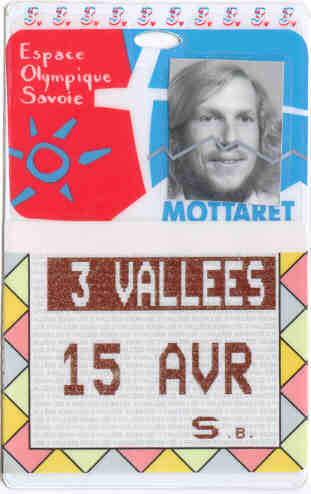 Espace
Olympique
Savoie
MOTTARET
3 VALLEES
15 AVR
S.B.